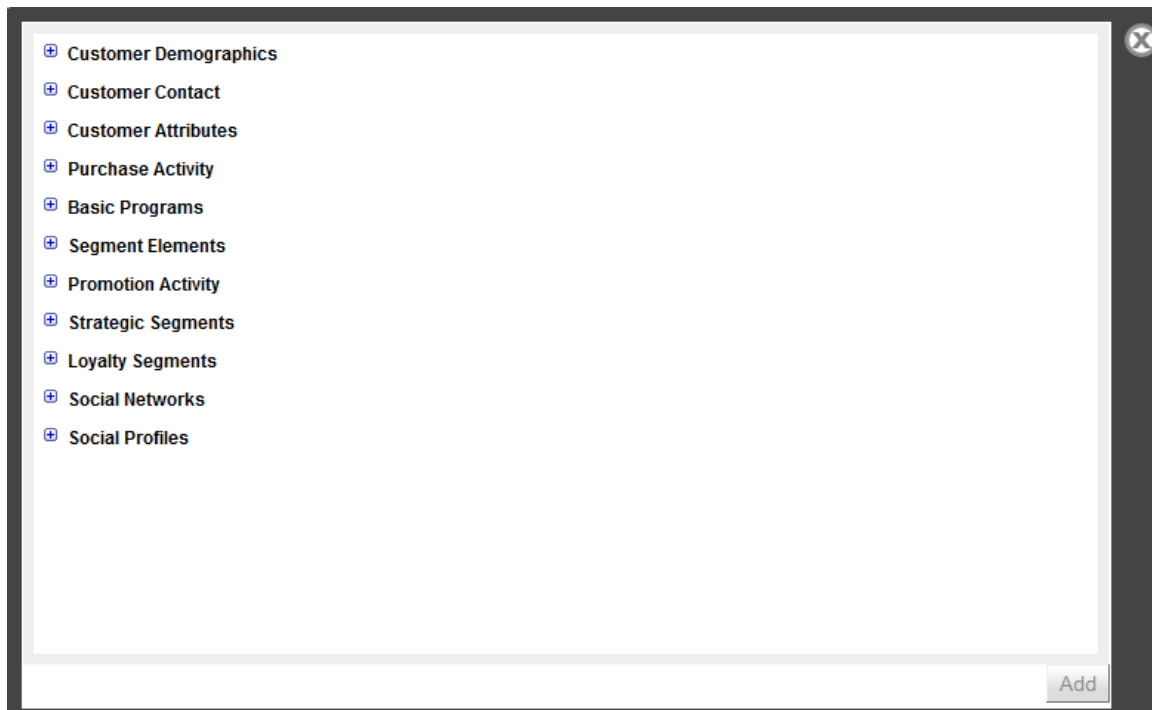 Customer Demographics
Customer Contact
Customer Attributes
Purchase Activity
Basic Programs
Segment Elements
Promotion Activity
Strategic Segments
Loyalty Segments
Social Networks
Social Profiles
Add